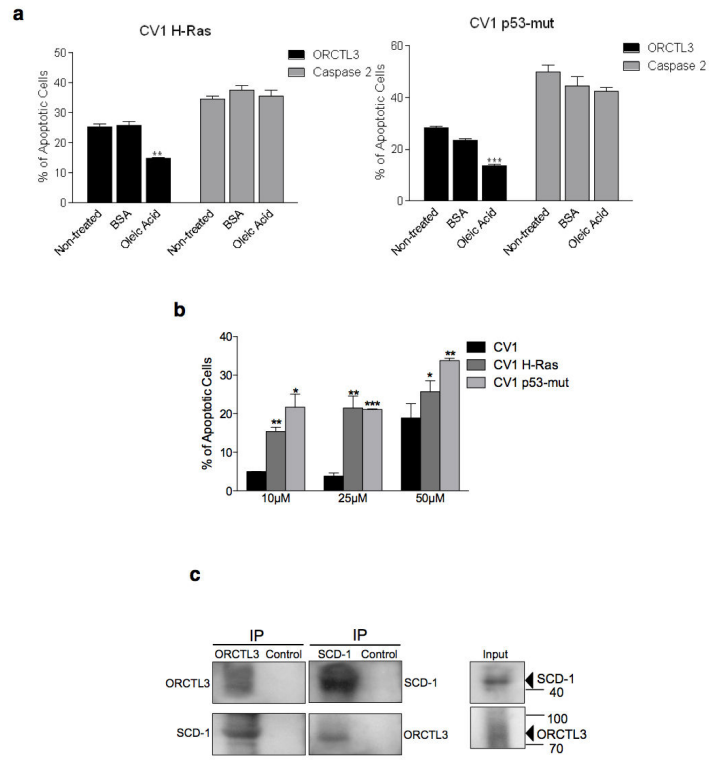 a
CV1 H-Ras
% of Apoptotic Cells
50
40
30
20
10
0
**
Non-treated
BSA
Oleic Acid
Non-treated
BSA
Oleic Acid
ORCTL3
Caspase 2
CV1 p53-mut
% of Apoptotic Cells
60
40
20
0
***
Non-treated
BSA
Oleic Acid
Non-treated
BSA
Oleic Acid
ORCTL3
Caspase 2
b
% of Apoptotic Cells
40
30
20
10
0
** * ** *** * **
10µM 25µM 50µM
CV1
CV1 H-Ras
CV1 p53-mut
c
IP IP
ORCTL3 Control SCD-1 Control Input
ORCTL3 SCD-1 SCD-1
40
SCD-1 ORCTL3 100
ORCTL3
70